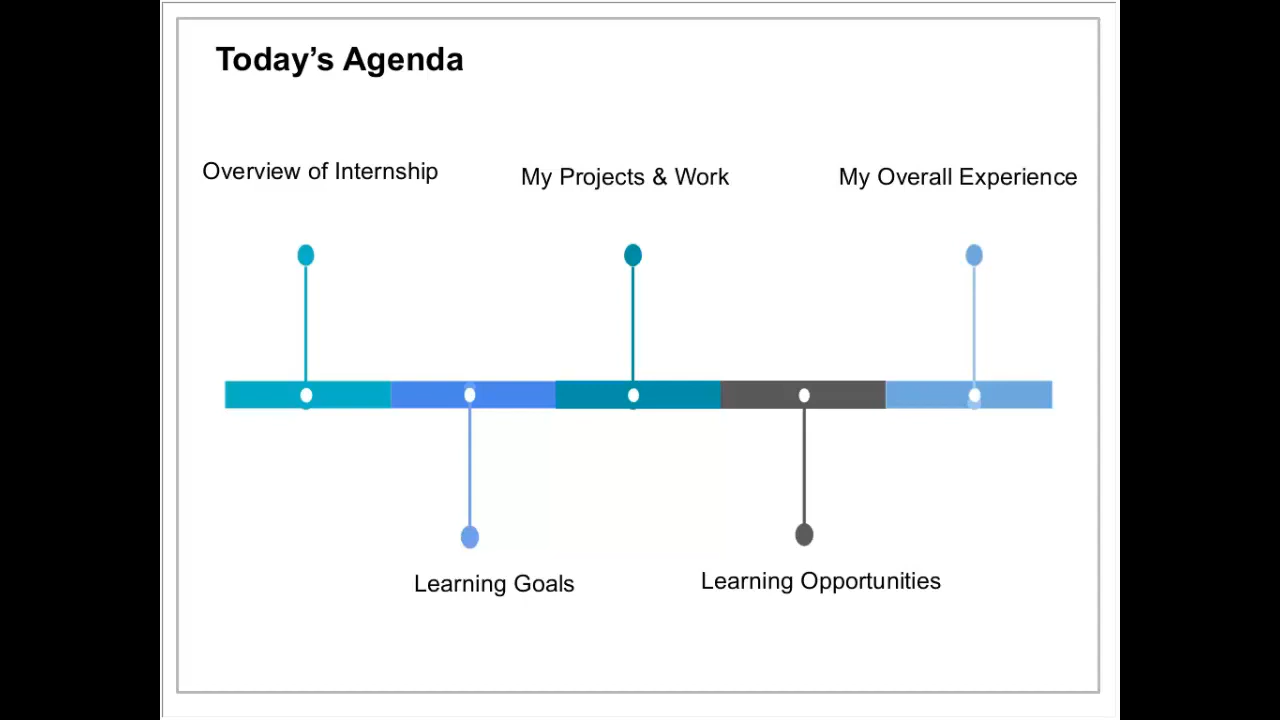 Today’s Agenda
Overview of Internship
My Projects & Work
My Overall Experience
Learning Goals
Learning Opportunities